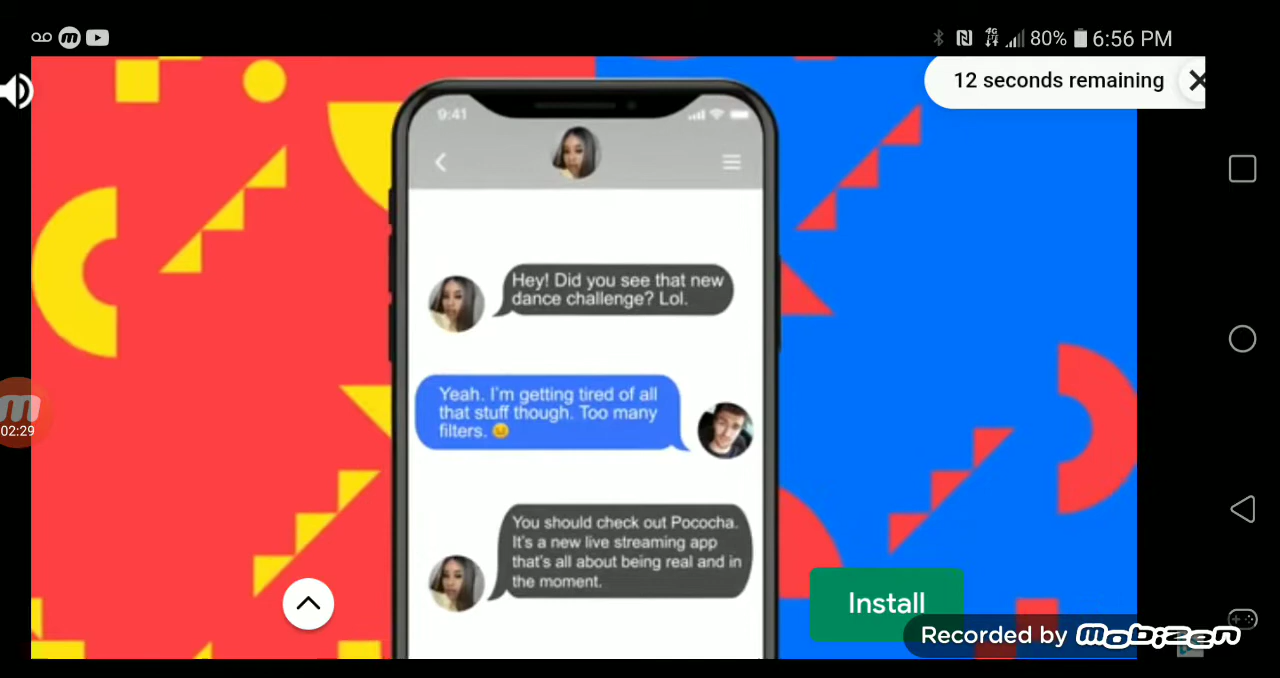 80% 6:56 PM
12 seconds remaining
9:41
Hey! Did you see that new
dance challenge? Lol.
Yeah. I'm getting tired of all
that stuff though. Too many
filters. 😐
You should check out Pococha.
It's a new live streaming app
that's all about being real and in
the moment.
02:29
Install
Recorded by mobizen